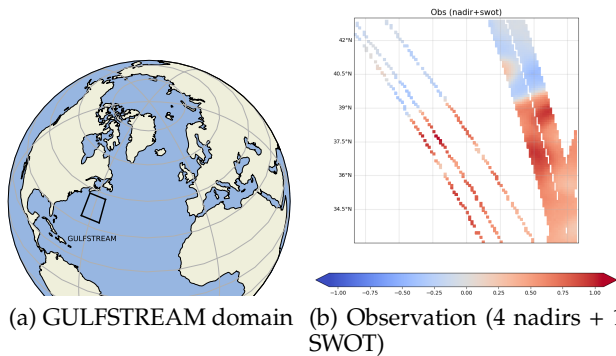 Obs (nadir+swot)
42°N
40.5°N
39°N
37.5°N
36°N
34.5°N
GULFSTREAM
−1.00 −0.75 −0.50 −0.25 0.00 0.25 0.50 0.75 1.00
(a) GULFSTREAM domain
(b) Observation (4 nadirs + 1
SWOT)